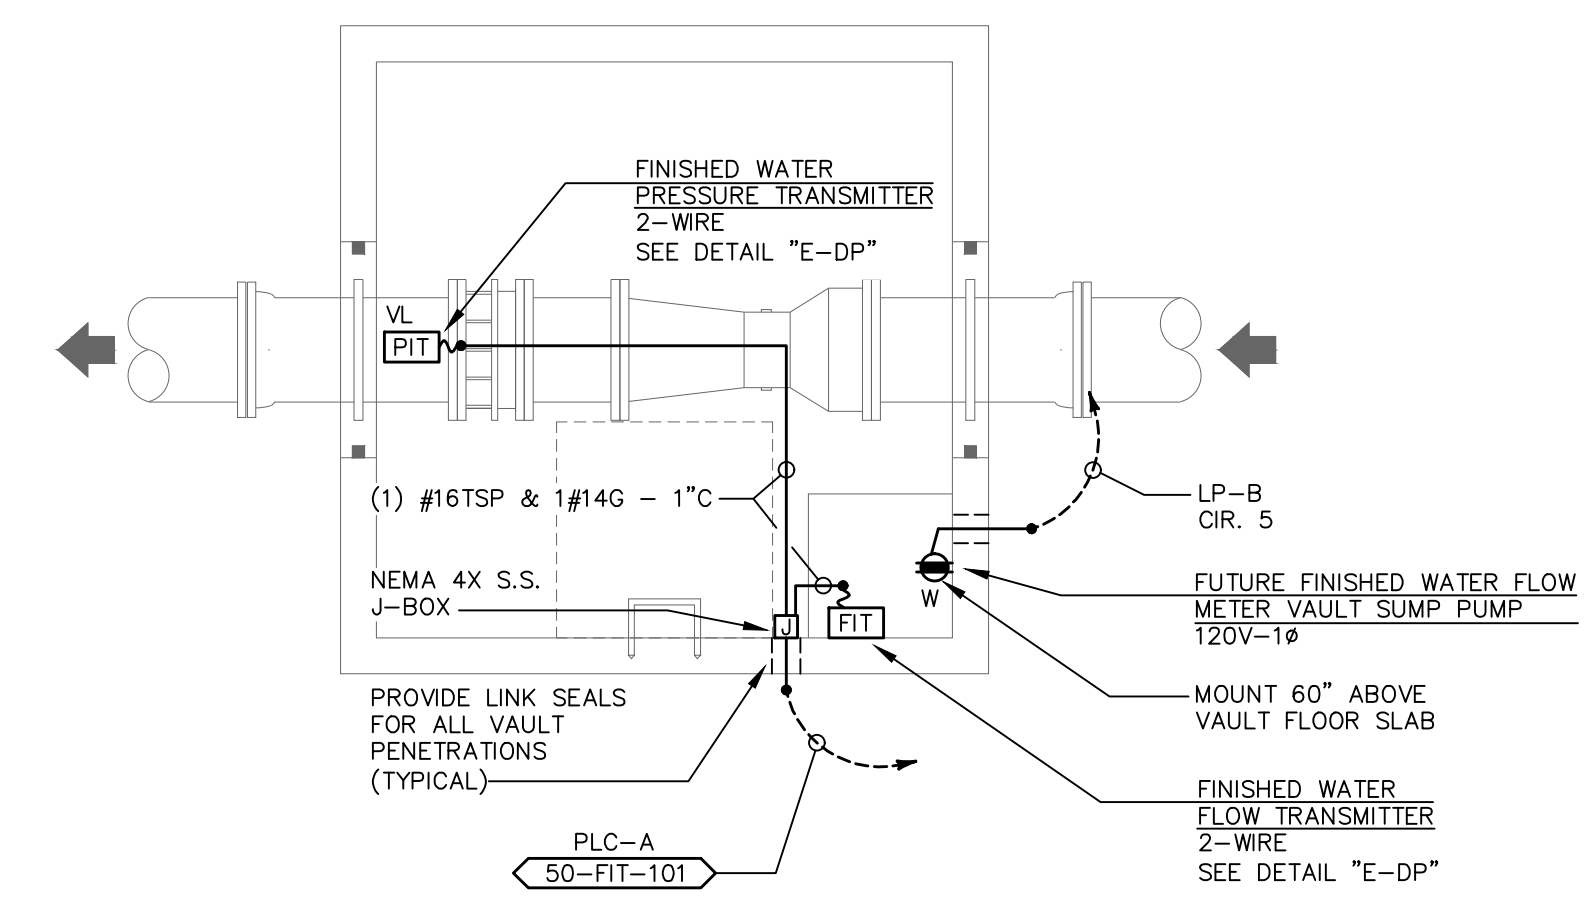 FINISHED WATER
PRESSURE TRANSMITTER
2-WIRE
SEE DETAIL "E-DP"
VL
PIT
(1) #16TSP & 1#14G - 1"C
LP-B
CIR. 5
NEMA 4X S.S.
J-BOX
J
FIT
W
FUTURE FINISHED WATER FLOW
METER VAULT SUMP PUMP
120V-1ø
MOUNT 60" ABOVE
VAULT FLOOR SLAB
PROVIDE LINK SEALS
FOR ALL VAULT
PENETRATIONS
(TYPICAL)
FINISHED WATER
FLOW TRANSMITTER
2-WIRE
SEE DETAIL "E-DP"
PLC-A
50-FIT-101